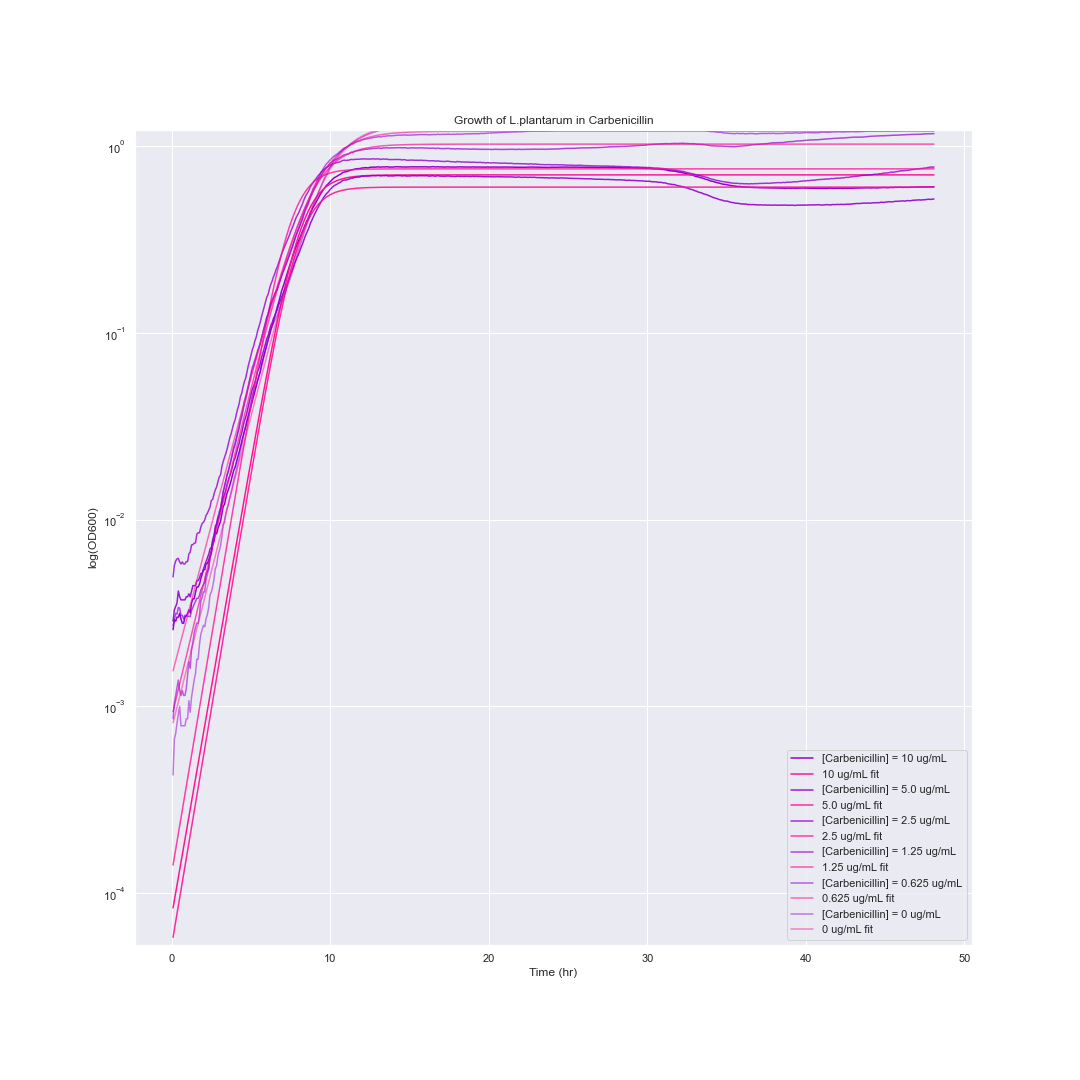 Growth of L.plantarum in Carbenicillin
10⁰
10⁻¹
10⁻²
10⁻³
10⁻⁴
log(OD600)
[Carbenicillin] = 10 ug/mL
10 ug/mL fit
[Carbenicillin] = 5.0 ug/mL
5.0 ug/mL fit
[Carbenicillin] = 2.5 ug/mL
2.5 ug/mL fit
[Carbenicillin] = 1.25 ug/mL
1.25 ug/mL fit
[Carbenicillin] = 0.625 ug/mL
0.625 ug/mL fit
[Carbenicillin] = 0 ug/mL
0 ug/mL fit
0 10 20 30 40 50
Time (hr)